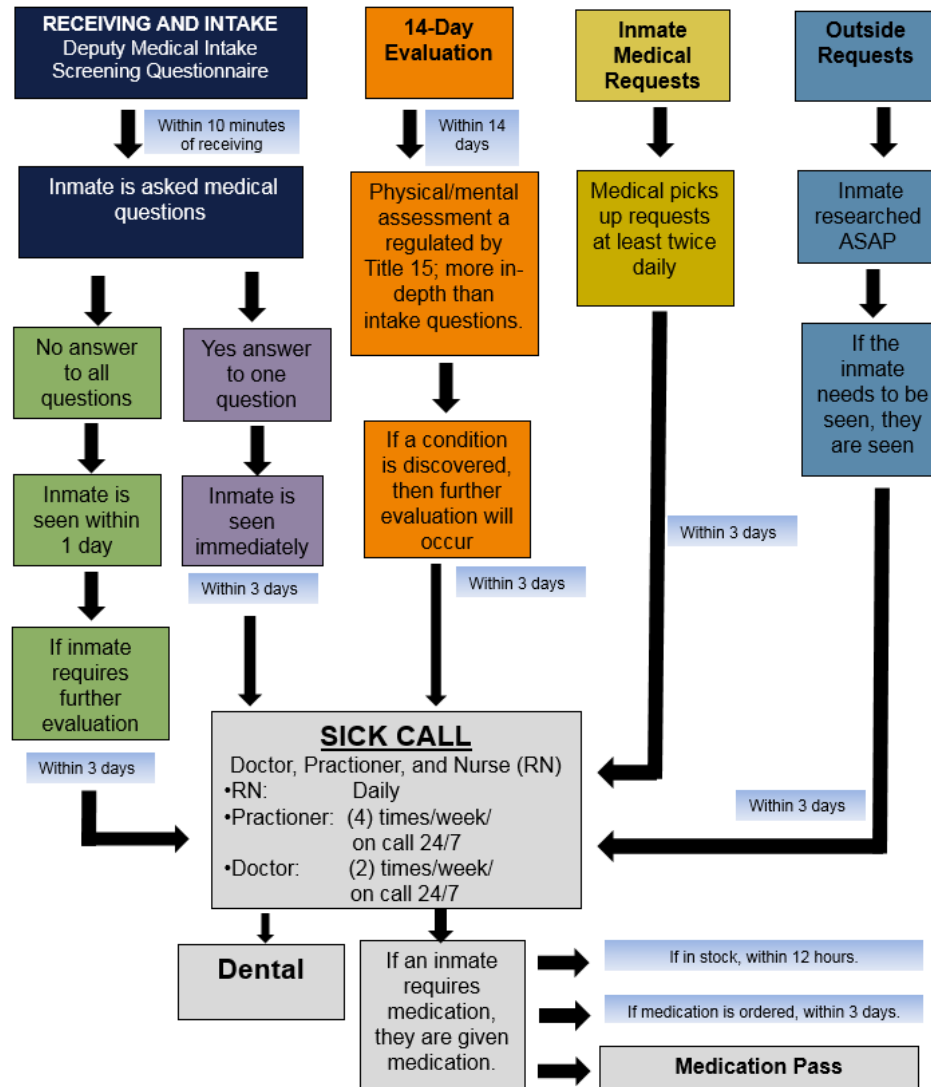 RECEIVING AND INTAKE
Deputy Medical Intake
Screening Questionnaire
Within 10 minutes
of receiving
Inmate is asked medical
questions
No answer
to all
questions
Inmate is
seen within
1 day
If inmate
requires
further
evaluation
Within 3 days
Yes answer
to one
question
Inmate is
seen
immediately
Within 3 days
14-Day
Evaluation
Within 14
days
Physical/mental
assessment a
regulated by
Title 15; more in-
depth than
intake questions.
If a condition
is discovered,
then further
evaluation will
occur
Within 3 days
Inmate
Medical
Requests
Medical picks
up requests
at least twice
daily
Within 3 days
Outside
Requests
Inmate
researched
ASAP
If the
inmate
needs to be
seen, they
are seen
Within 3 days
SICK CALL
Doctor, Practioner, and Nurse (RN)
•RN: Daily
•Practioner: (4) times/week/
on call 24/7
•Doctor: (2) times/week/
on call 24/7
Dental
If an inmate
requires
medication,
they are given
medication.
If in stock, within 12 hours.
If medication is ordered, within 3 days.
Medication Pass